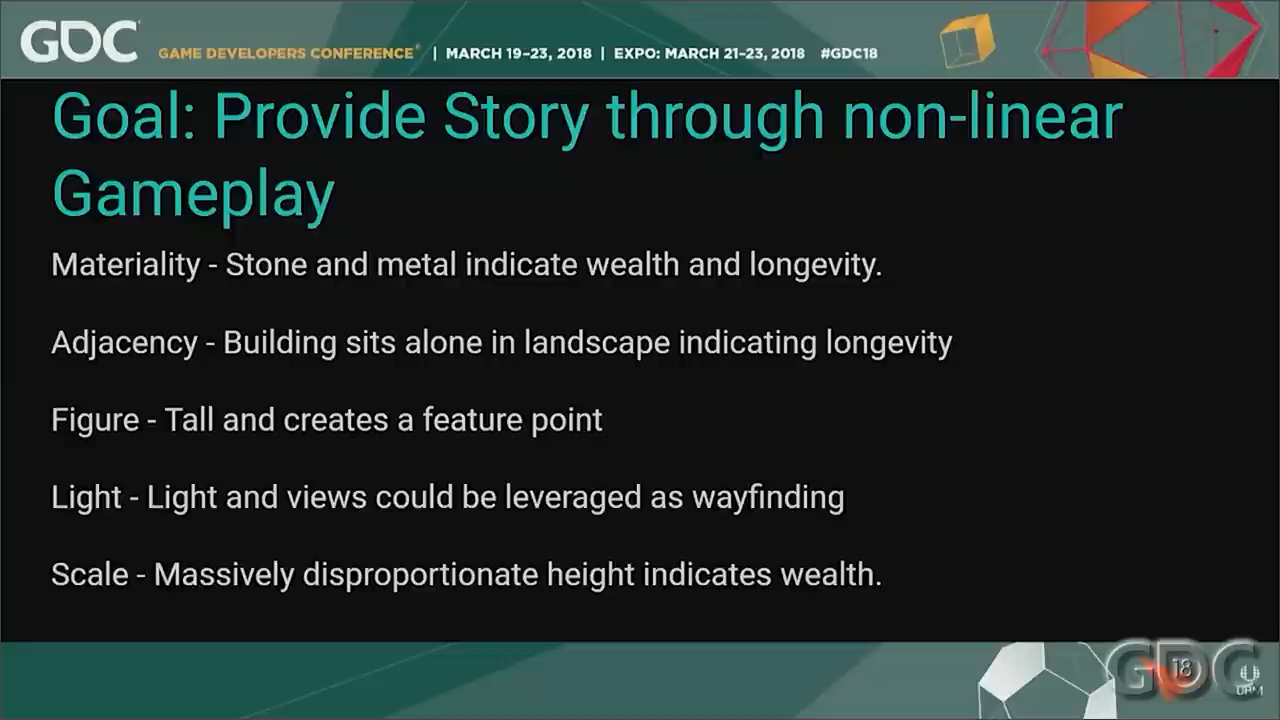 GDC GAME DEVELOPERS CONFERENCE® | MARCH 19–23, 2018 | EXPO: MARCH 21–23, 2018 #GDC18
Goal: Provide Story through non-linear
Gameplay
Materiality - Stone and metal indicate wealth and longevity.
Adjacency - Building sits alone in landscape indicating longevity
Figure - Tall and creates a feature point
Light - Light and views could be leveraged as wayfinding
Scale - Massively disproportionate height indicates wealth.
GDC
18
UBM